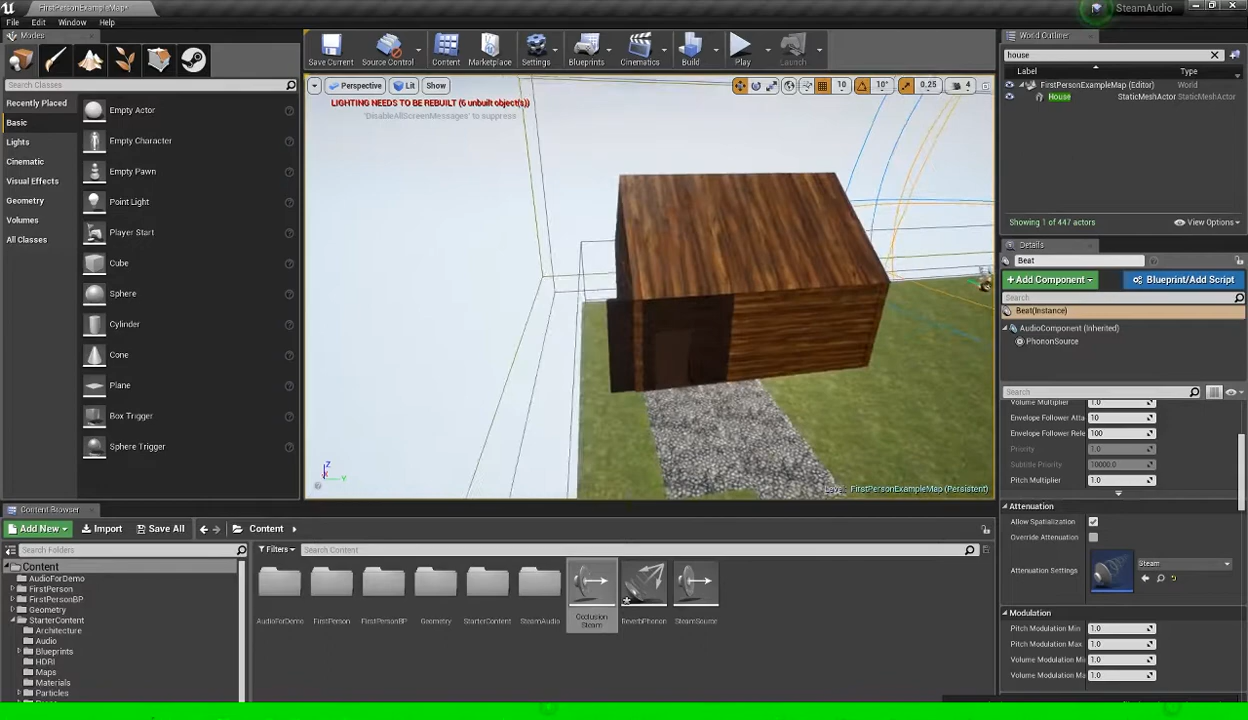 FirstPersonExampleMap*
SteamAudio
File Edit Window Help
Modes
Search Classes
Recently Placed
Basic
Lights
Cinematic
Visual Effects
Geometry
Volumes
All Classes
Empty Actor
Empty Character
Empty Pawn
Point Light
Player Start
Cube
Sphere
Cylinder
Cone
Plane
Box Trigger
Sphere Trigger
Save Current Source Control Content Marketplace Settings Blueprints Cinematics Build Play Launch
Perspective Lit Show 10 10° 0.25 4
LIGHTING NEEDS TO BE REBUILT (6 unbuilt object(s))
'DisableAllScreenMessages' to suppress
Z
X Y
Level: FirstPersonExampleMap (Persistent)
World Outliner
house
Label Type
FirstPersonExampleMap (Editor) World
House StaticMeshActor StaticMeshActor
Showing 1 of 447 actors View Options
Details
Beat
+ Add Component Blueprint/Add Script
Search
Beat(Instance)
AudioComponent (Inherited)
PhononSource
Search
Volume Multiplier 1.0
Envelope Follower Atta 10
Envelope Follower Rele 100
Priority 1.0
Subtitle Priority 10000.0
Pitch Multiplier 1.0
Attenuation
Allow Spatialization
Override Attenuation
Attenuation Settings Steam
Modulation
Pitch Modulation Min 1.0
Pitch Modulation Max 1.0
Volume Modulation Mi 1.0
Volume Modulation Ma 1.0
Content Browser
Add New Import Save All Content
Search Folders
Filters Search Content
Content
AudioForDemo
FirstPerson
FirstPersonBP
Geometry
StarterContent
Architecture
Audio
Blueprints
HDRI
Maps
Materials
Particles
AudioForDemo FirstPerson FirstPersonBP Geometry StarterContent SteamAudio Occlusion Steam ReverbPhonon SteamSource